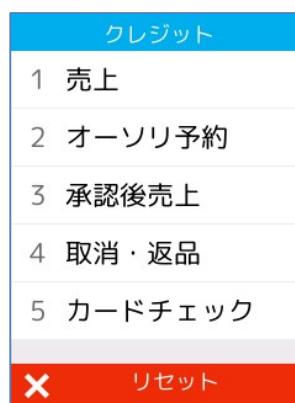 クレジット
1 売上
2 オーソリ予約
3 承認後売上
4 取消・返品
5 カードチェック
× リセット